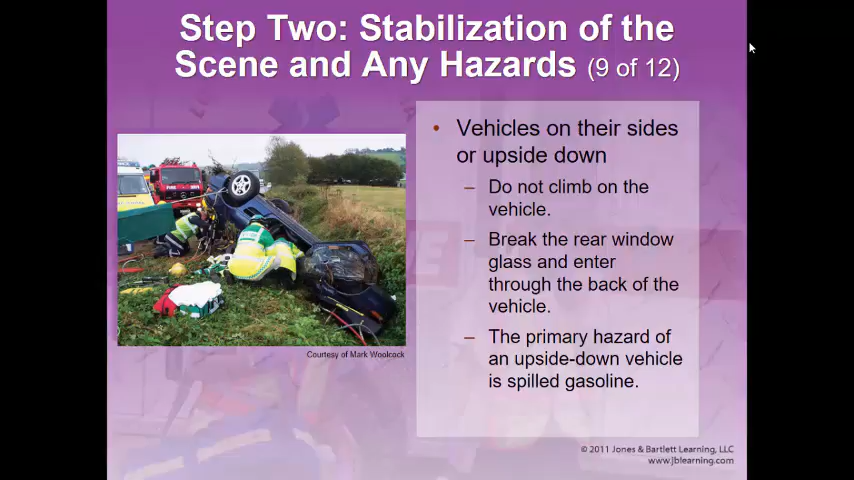 Step Two: Stabilization of the
Scene and Any Hazards (9 of 12)
• Vehicles on their sides
or upside down
– Do not climb on the
vehicle.
– Break the rear window
glass and enter
through the back of the
vehicle.
– The primary hazard of
an upside-down vehicle
is spilled gasoline.
Courtesy of Mark Woolcock
© 2011 Jones & Bartlett Learning, LLC
www.jblearning.com